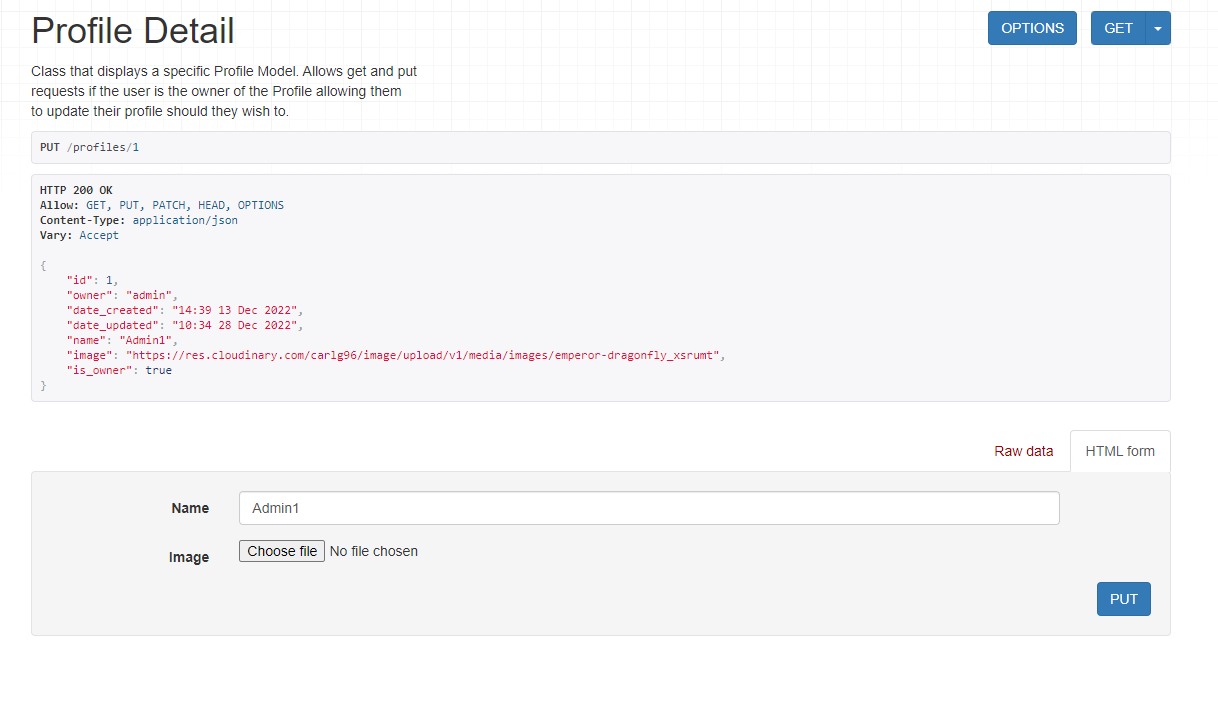 Profile Detail
OPTIONS
GET
Class that displays a specific Profile Model. Allows get and put
requests if the user is the owner of the Profile allowing them
to update their profile should they wish to.
PUT /profiles/1
HTTP 200 OK
Allow: GET, PUT, PATCH, HEAD, OPTIONS
Content-Type: application/json
Vary: Accept
{
    "id": 1,
    "owner": "admin",
    "date_created": "14:39 13 Dec 2022",
    "date_updated": "10:34 28 Dec 2022",
    "name": "Admin1",
    "image": "https://res.cloudinary.com/carlg96/image/upload/v1/media/images/emperor-dragonfly_xsrumt",
    "is_owner": true
}
Raw data
HTML form
Name
Admin1
Image
Choose file No file chosen
PUT